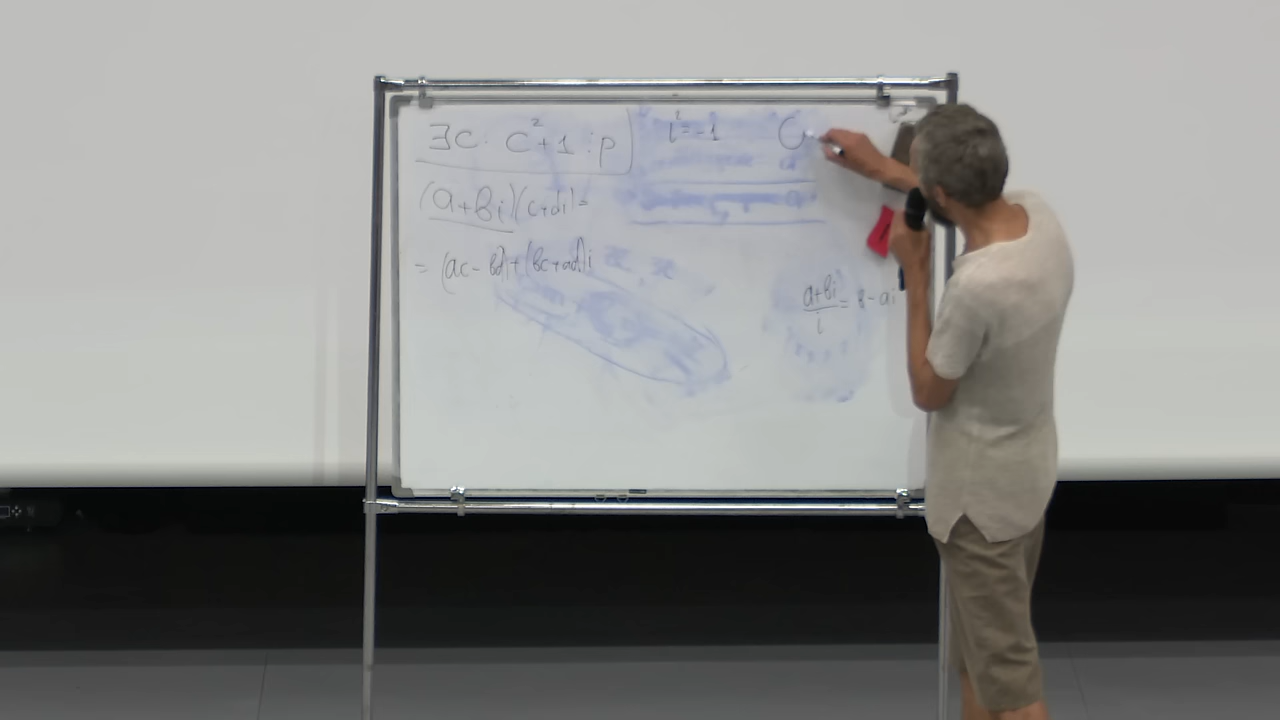 ∃C: C²+1 ⋮ p
i²=-1
(a+bi)(c+di)=
= (ac-bd)+(bc+ad)i
(a+bi)/i = b-ai